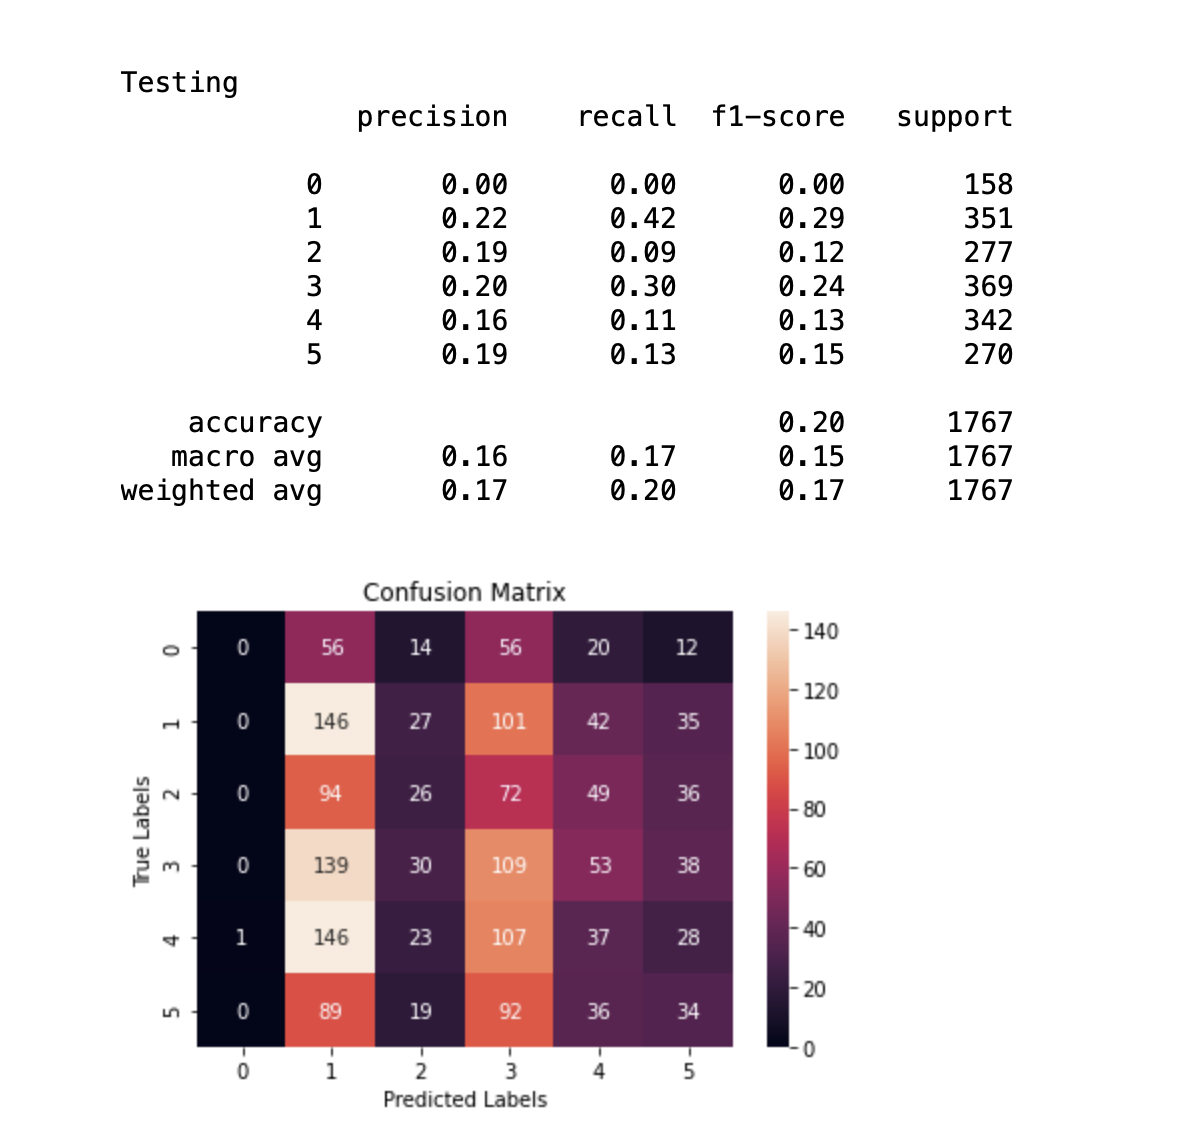 Testing
precision recall f1-score support
0 0.00 0.00 0.00 158
1 0.22 0.42 0.29 351
2 0.19 0.09 0.12 277
3 0.20 0.30 0.24 369
4 0.16 0.11 0.13 342
5 0.19 0.13 0.15 270
accuracy 0.20 1767
macro avg 0.16 0.17 0.15 1767
weighted avg 0.17 0.20 0.17 1767
Confusion Matrix
True Labels
0 0 56 14 56 20 12
1 0 146 27 101 42 35
2 0 94 26 72 49 36
3 0 139 30 109 53 38
4 1 146 23 107 37 28
5 0 89 19 92 36 34
0 1 2 3 4 5
Predicted Labels
140
120
100
80
60
40
20
0